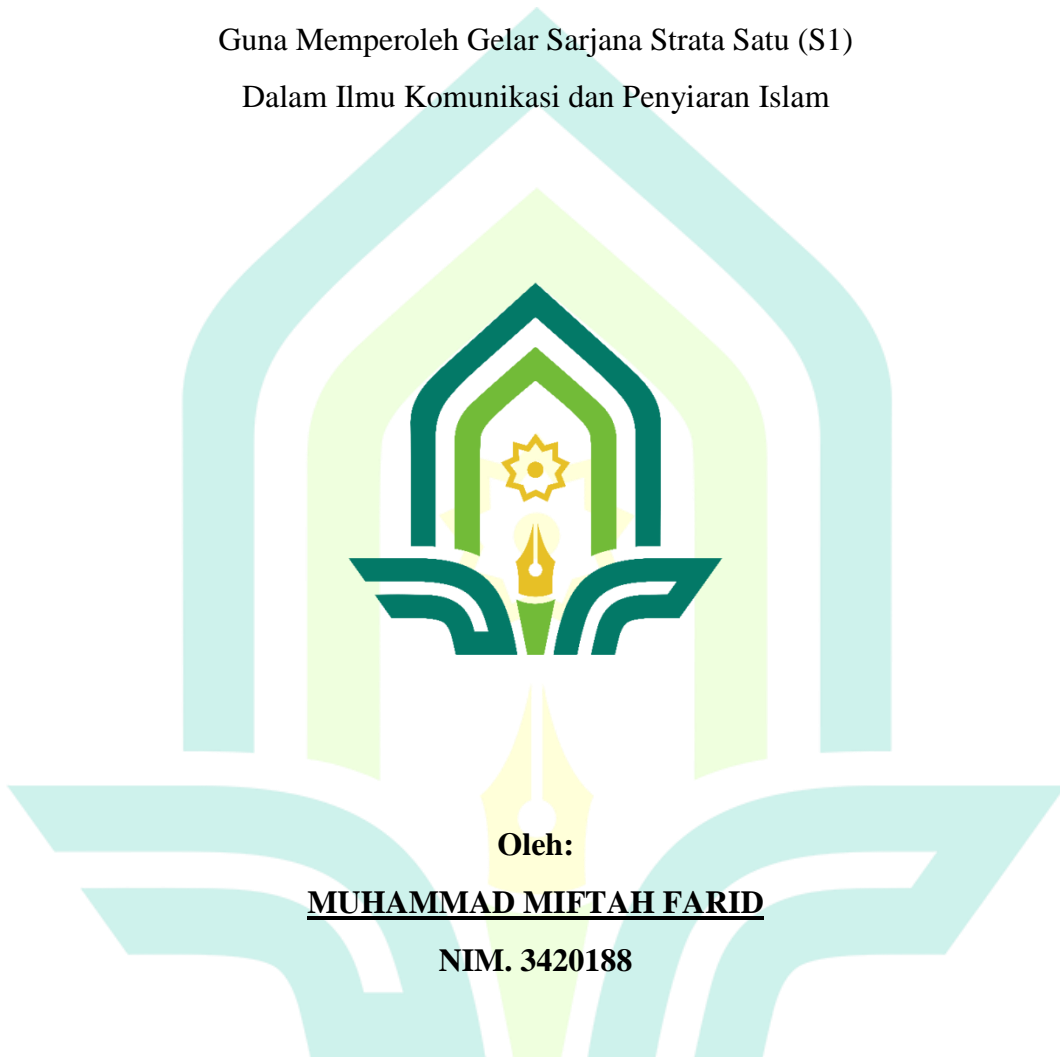 Guna Memperoleh Gelar Sarjana Strata Satu (S1)
Dalam Ilmu Komunikasi dan Penyiaran Islam
Oleh:
MUHAMMAD MIFTAH FARID
NIM. 3420188